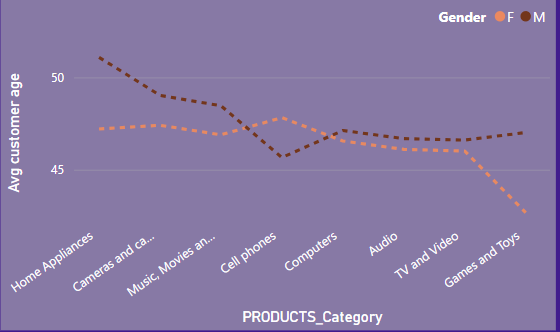 Gender F M
50
45
Avg customer age
Home Appliances
Cameras and ca...
Music, Movies an...
Cell phones
Computers
Audio
TV and Video
Games and Toys
PRODUCTS_Category